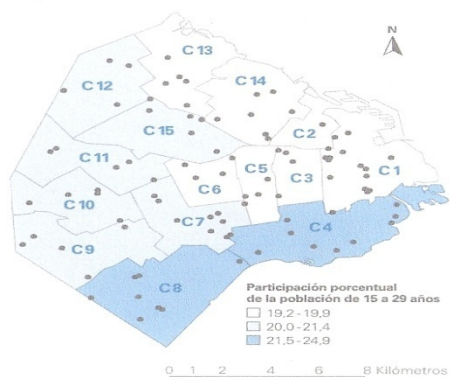 N
C 13
C 12
C 14
C 15
C 2
C 11
C 5
C 1
C 6
C 3
C 10
C 7
C 4
C 9
C 8
Participación porcentual
de la población de 15 a 29 años
19,2 - 19,9
20,0 - 21,4
21,5 - 24,9
0 1 2 4 6 8 Kilómetros